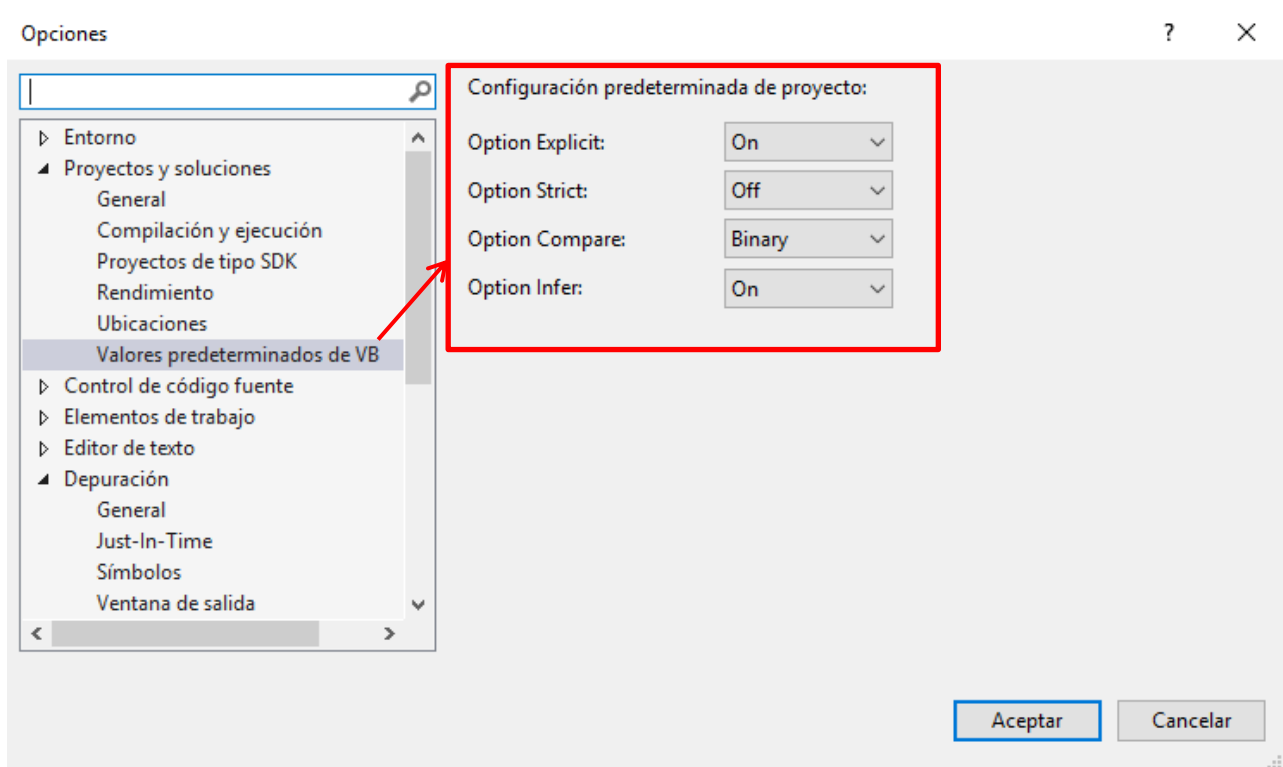 Opciones
?
Configuración predeterminada de proyecto:
Entorno
Proyectos y soluciones
General
Compilación y ejecución
Proyectos de tipo SDK
Rendimiento
Ubicaciones
Valores predeterminados de VB
Control de código fuente
Elementos de trabajo
Editor de texto
Depuración
General
Just-In-Time
Símbolos
Ventana de salida
Option Explicit: On
Option Strict: Off
Option Compare: Binary
Option Infer: On
Aceptar
Cancelar